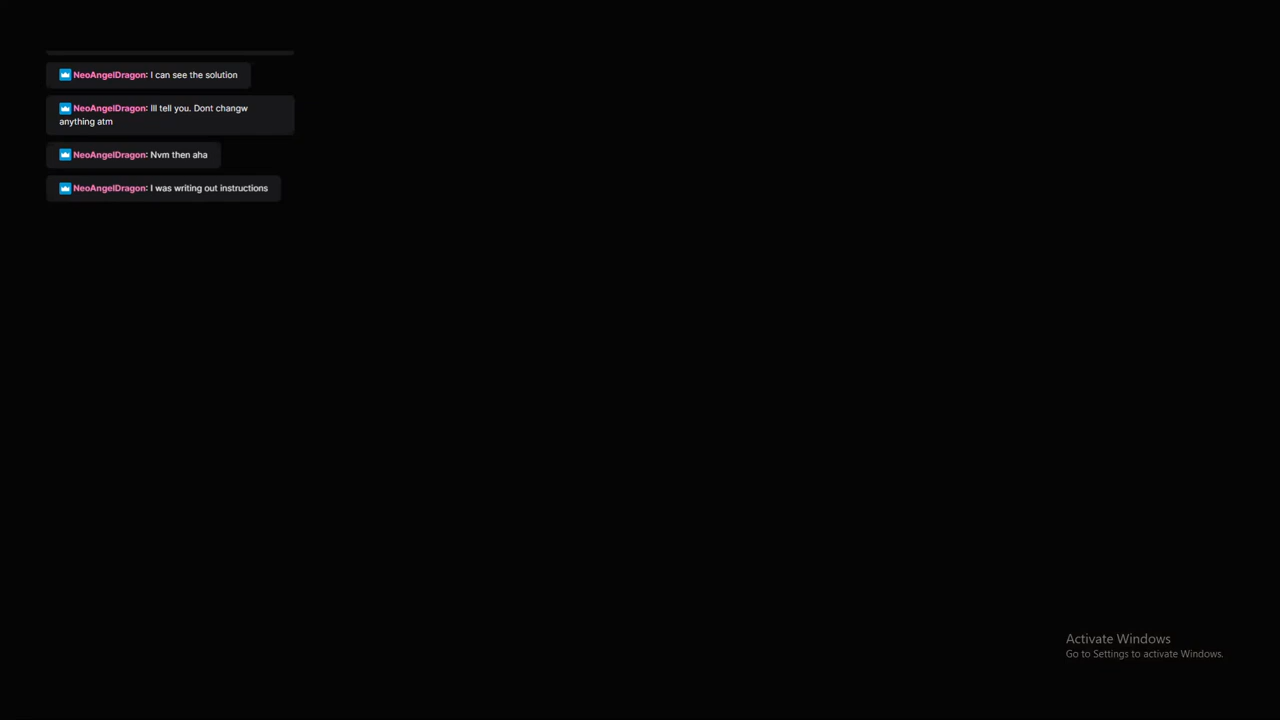 NeoAngelDragon: I can see the solution
NeoAngelDragon: Ill tell you. Dont changw
anything atm
NeoAngelDragon: Nvm then aha
NeoAngelDragon: I was writing out instructions
Activate Windows
Go to Settings to activate Windows.